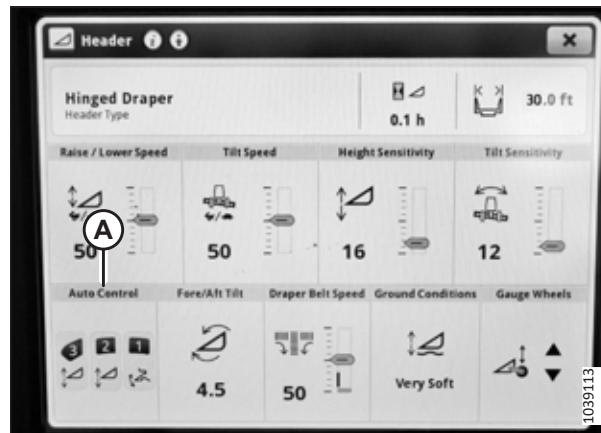 Header
Hinged Draper
Header Type
0.1 h
30.0 ft
Raise / Lower Speed
Tilt Speed
Height Sensitivity
Tilt Sensitivity
50
50
16
12
A
Auto Control
Fore/Aft Tilt
Draper Belt Speed
Ground Conditions
Gauge Wheels
3 2 1
4.5
50
Very Soft
1039113